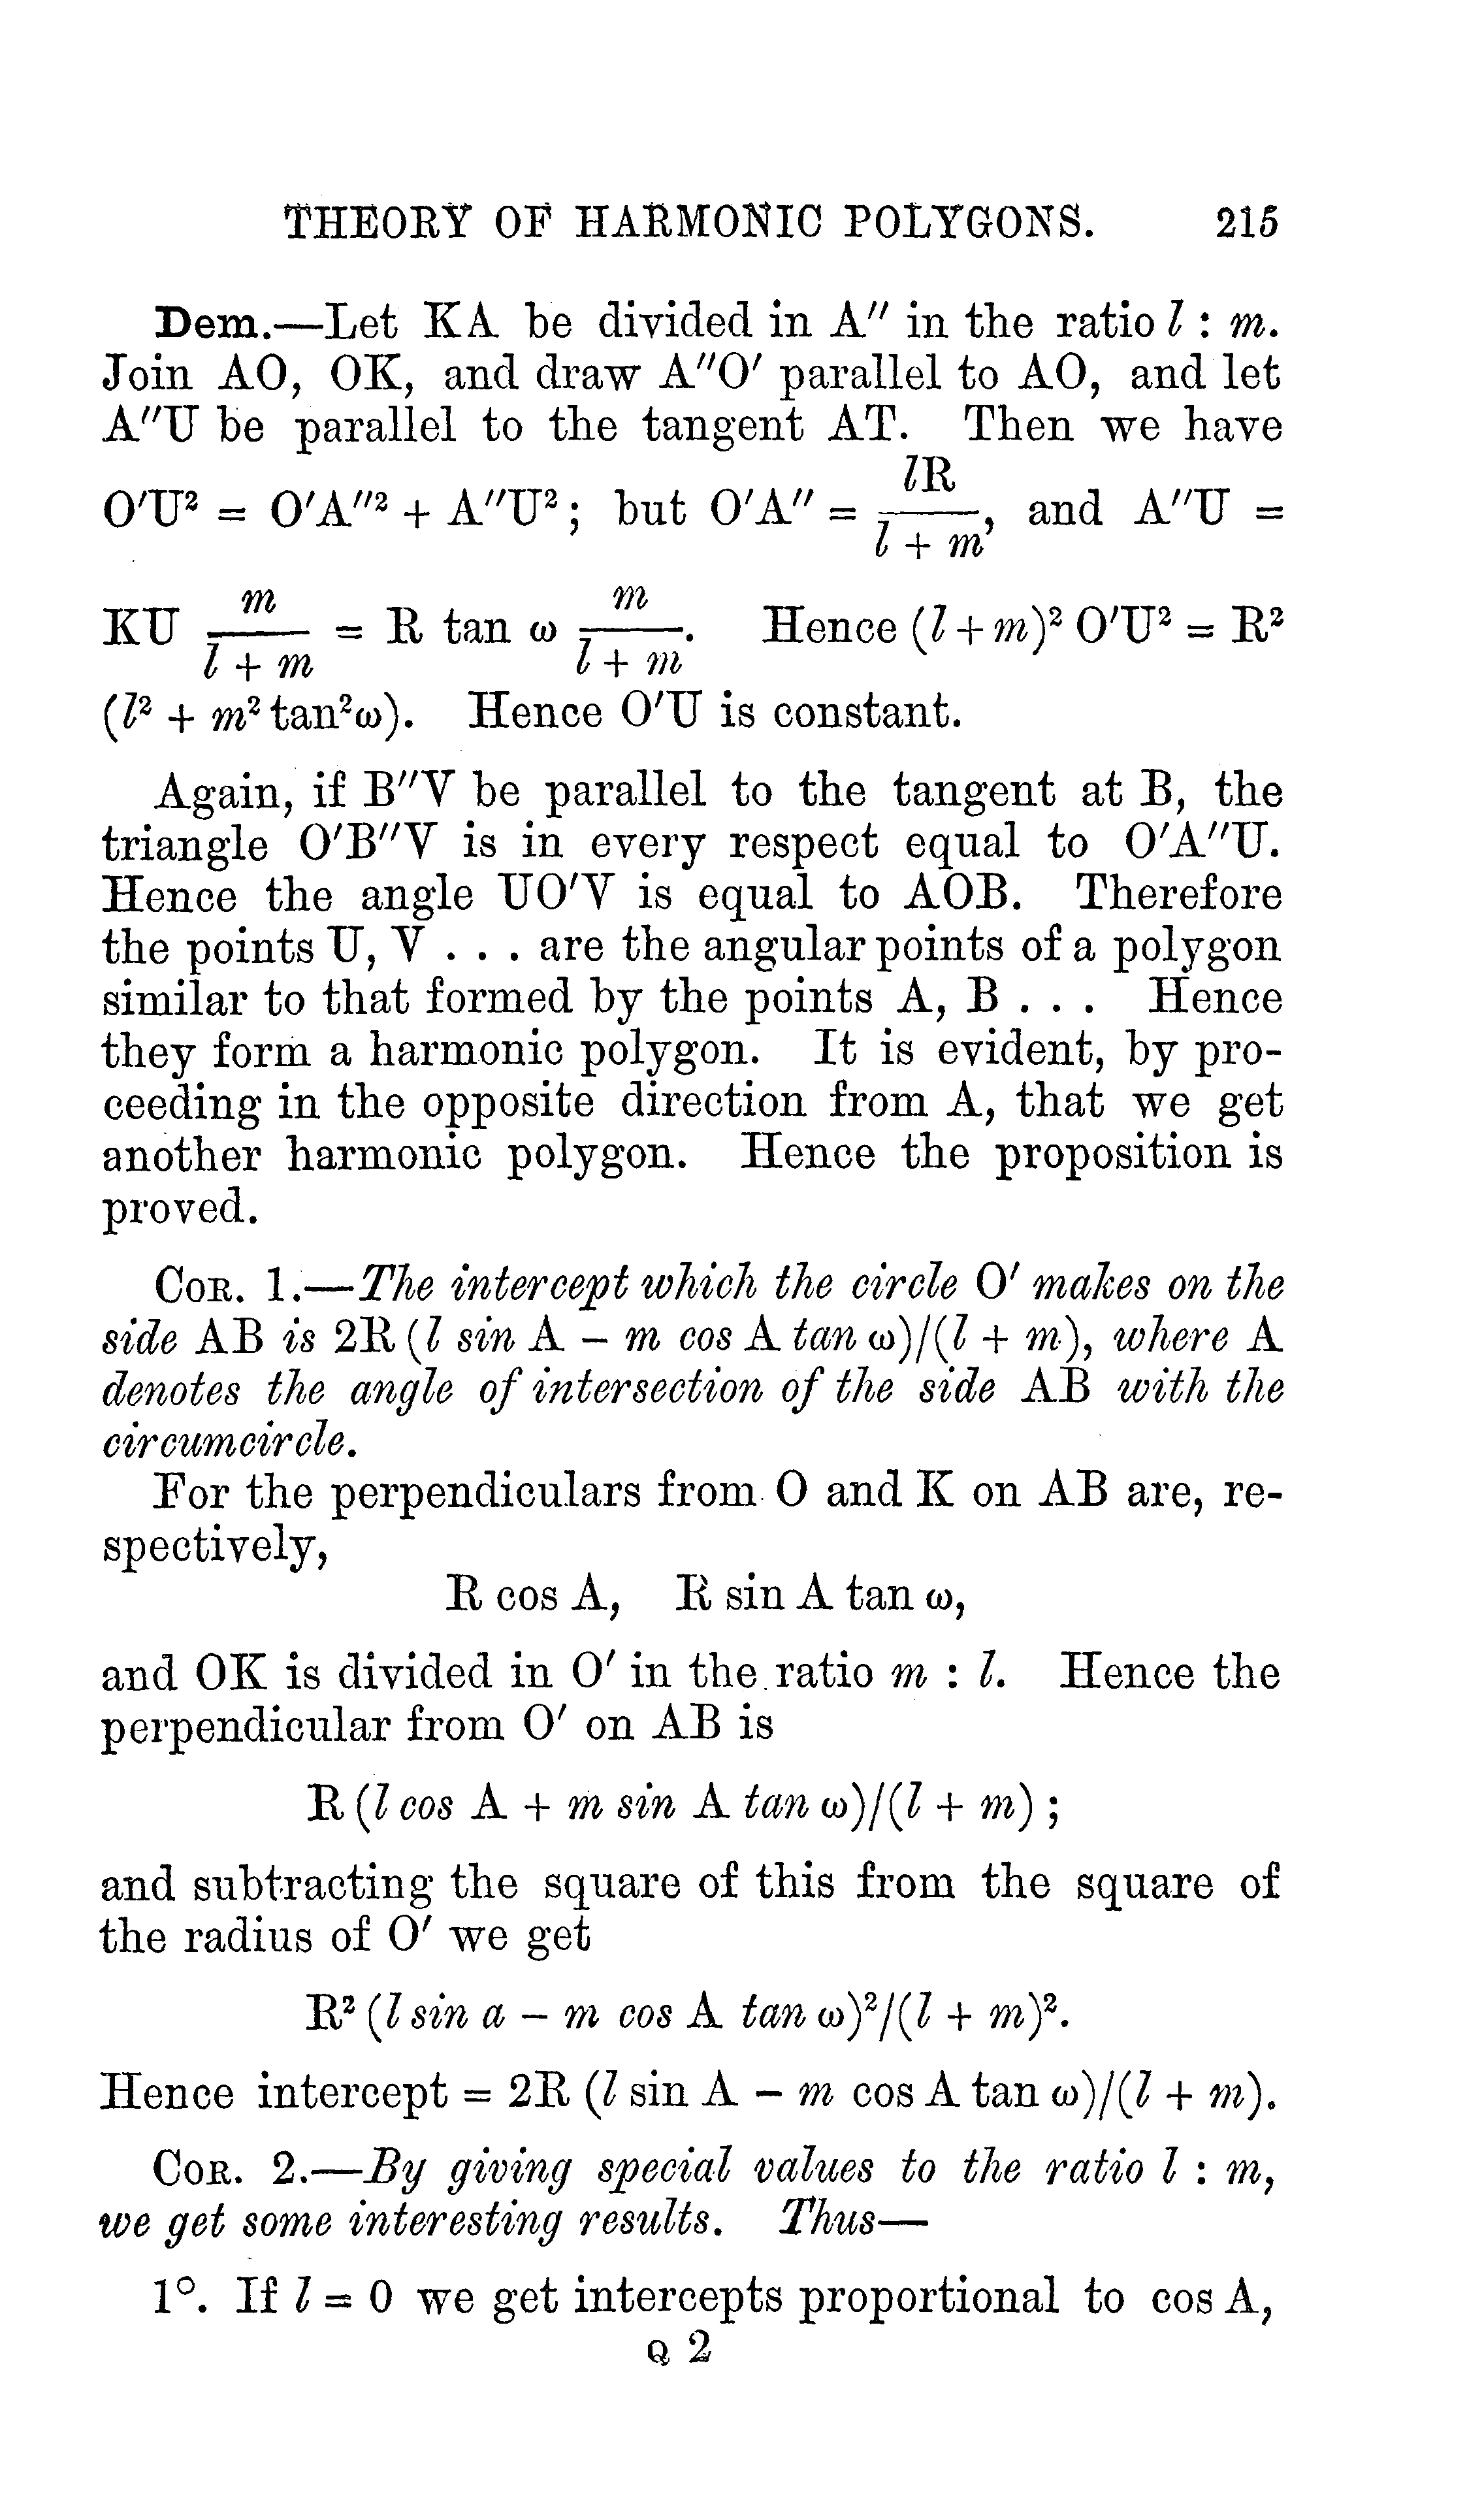 THEORY OF HARMONIC POLYGONS. 215
Dem.—Let KA be divided in A″ in the ratio l : m.
Join AO, OK, and draw A″O′ parallel to AO, and let
A″U be parallel to the tangent AT. Then we have
O′U² = O′A″² + A″U²; but O′A″ = lR/(l + m), and A″U =
KU m/(l + m) = R tan ω m/(l + m). Hence (l + m)² O′U² = R²
(l² + m² tan²ω). Hence O′U is constant.
Again, if B″V be parallel to the tangent at B, the
triangle O′B″V is in every respect equal to O′A″U.
Hence the angle UO′V is equal to AOB. Therefore
the points U, V . . . are the angular points of a polygon
similar to that formed by the points A, B . . . Hence
they form a harmonic polygon. It is evident, by pro-
ceeding in the opposite direction from A, that we get
another harmonic polygon. Hence the proposition is
proved.
COR. 1.—The intercept which the circle O′ makes on the
side AB is 2R (l sin A – m cos A tan ω)/(l + m), where A
denotes the angle of intersection of the side AB with the
circumcircle.
For the perpendiculars from O and K on AB are, re-
spectively,
R cos A, R sin A tan ω,
and OK is divided in O′ in the ratio m : l. Hence the
perpendicular from O′ on AB is
R (l cos A + m sin A tan ω)/(l + m) ;
and subtracting the square of this from the square of
the radius of O′ we get
R² (l sin a – m cos A tan ω)²/(l + m)².
Hence intercept = 2R (l sin A – m cos A tan ω)/(l + m).
COR. 2.—By giving special values to the ratio l : m,
we get some interesting results. Thus—
1°. If l = 0 we get intercepts proportional to cos A,
Q 2